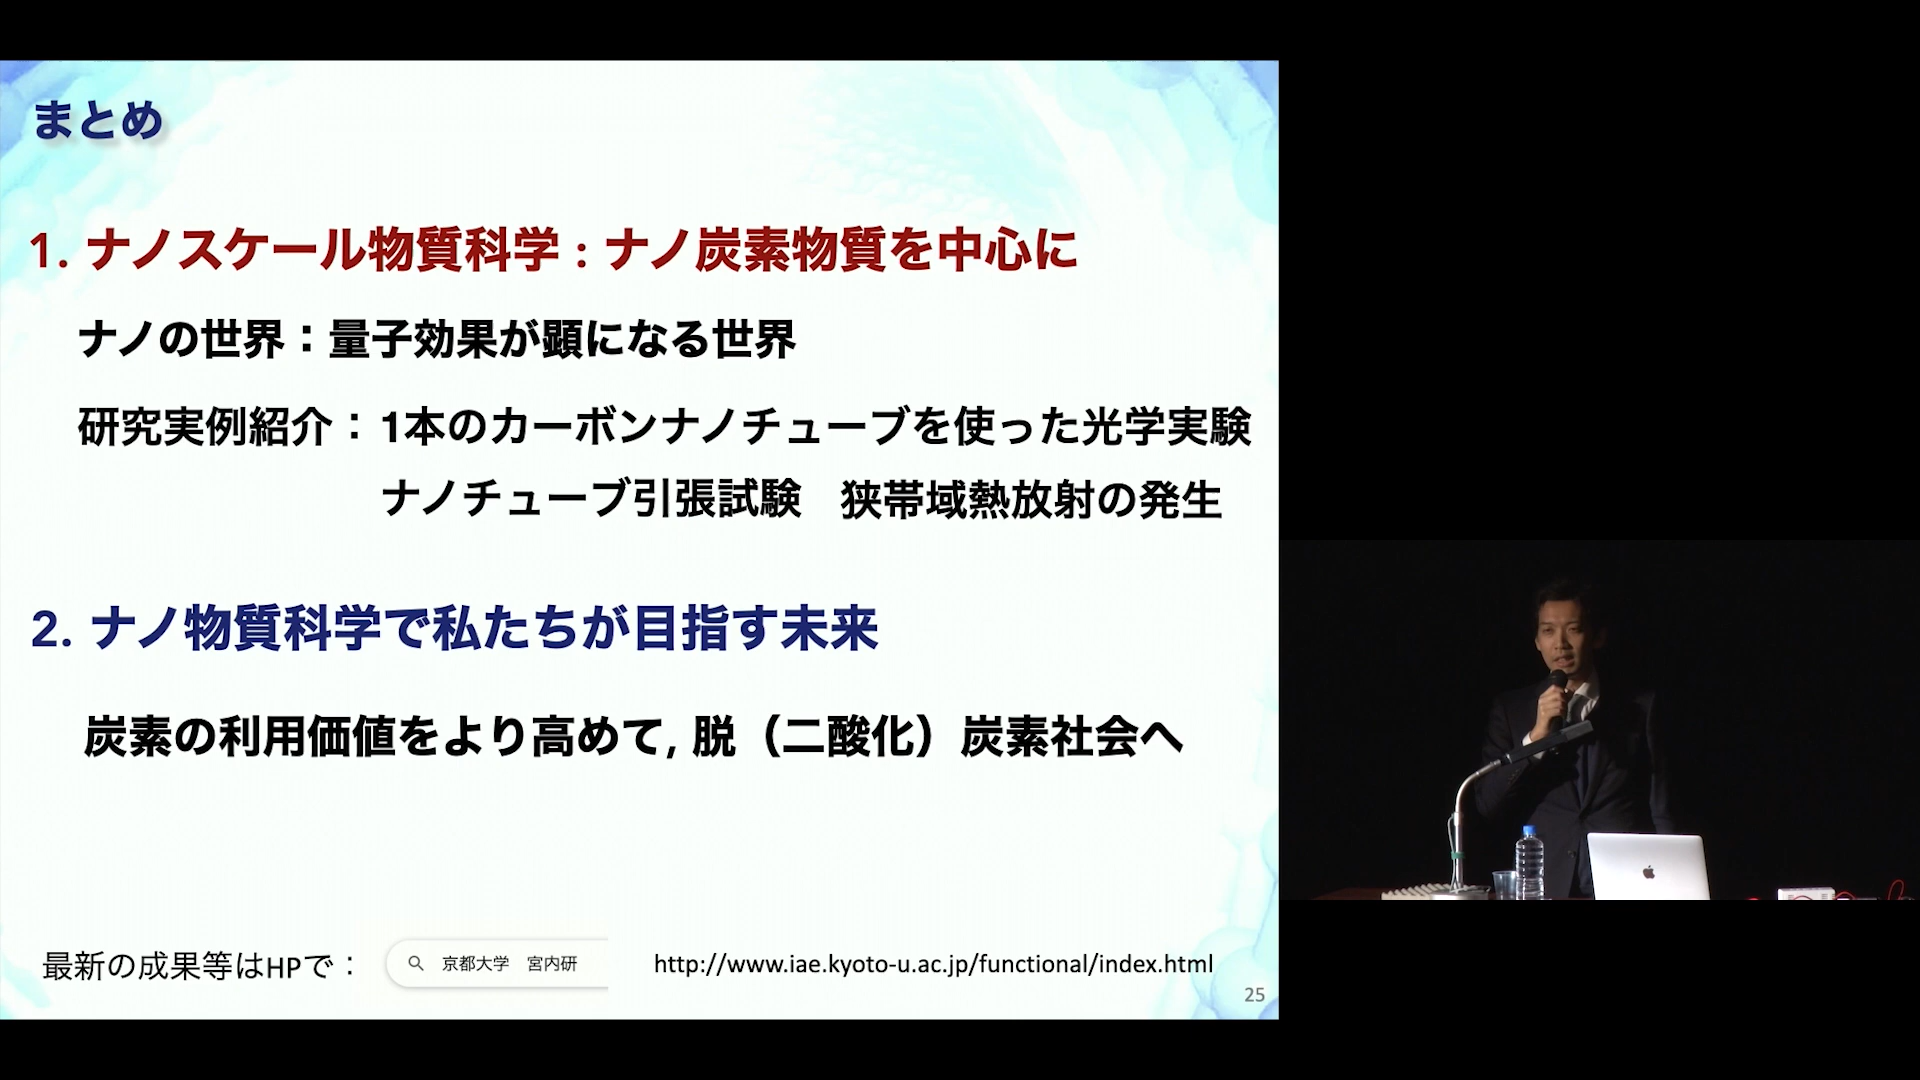 まとめ
1. ナノスケール物質科学 : ナノ炭素物質を中心に
ナノの世界：量子効果が顕になる世界
研究実例紹介：1本のカーボンナノチューブを使った光学実験
ナノチューブ引張試験　狭帯域熱放射の発生
2. ナノ物質科学で私たちが目指す未来
炭素の利用価値をより高めて, 脱（二酸化）炭素社会へ
最新の成果等はHPで： 京都大学　宮内研 http://www.iae.kyoto-u.ac.jp/functional/index.html
25